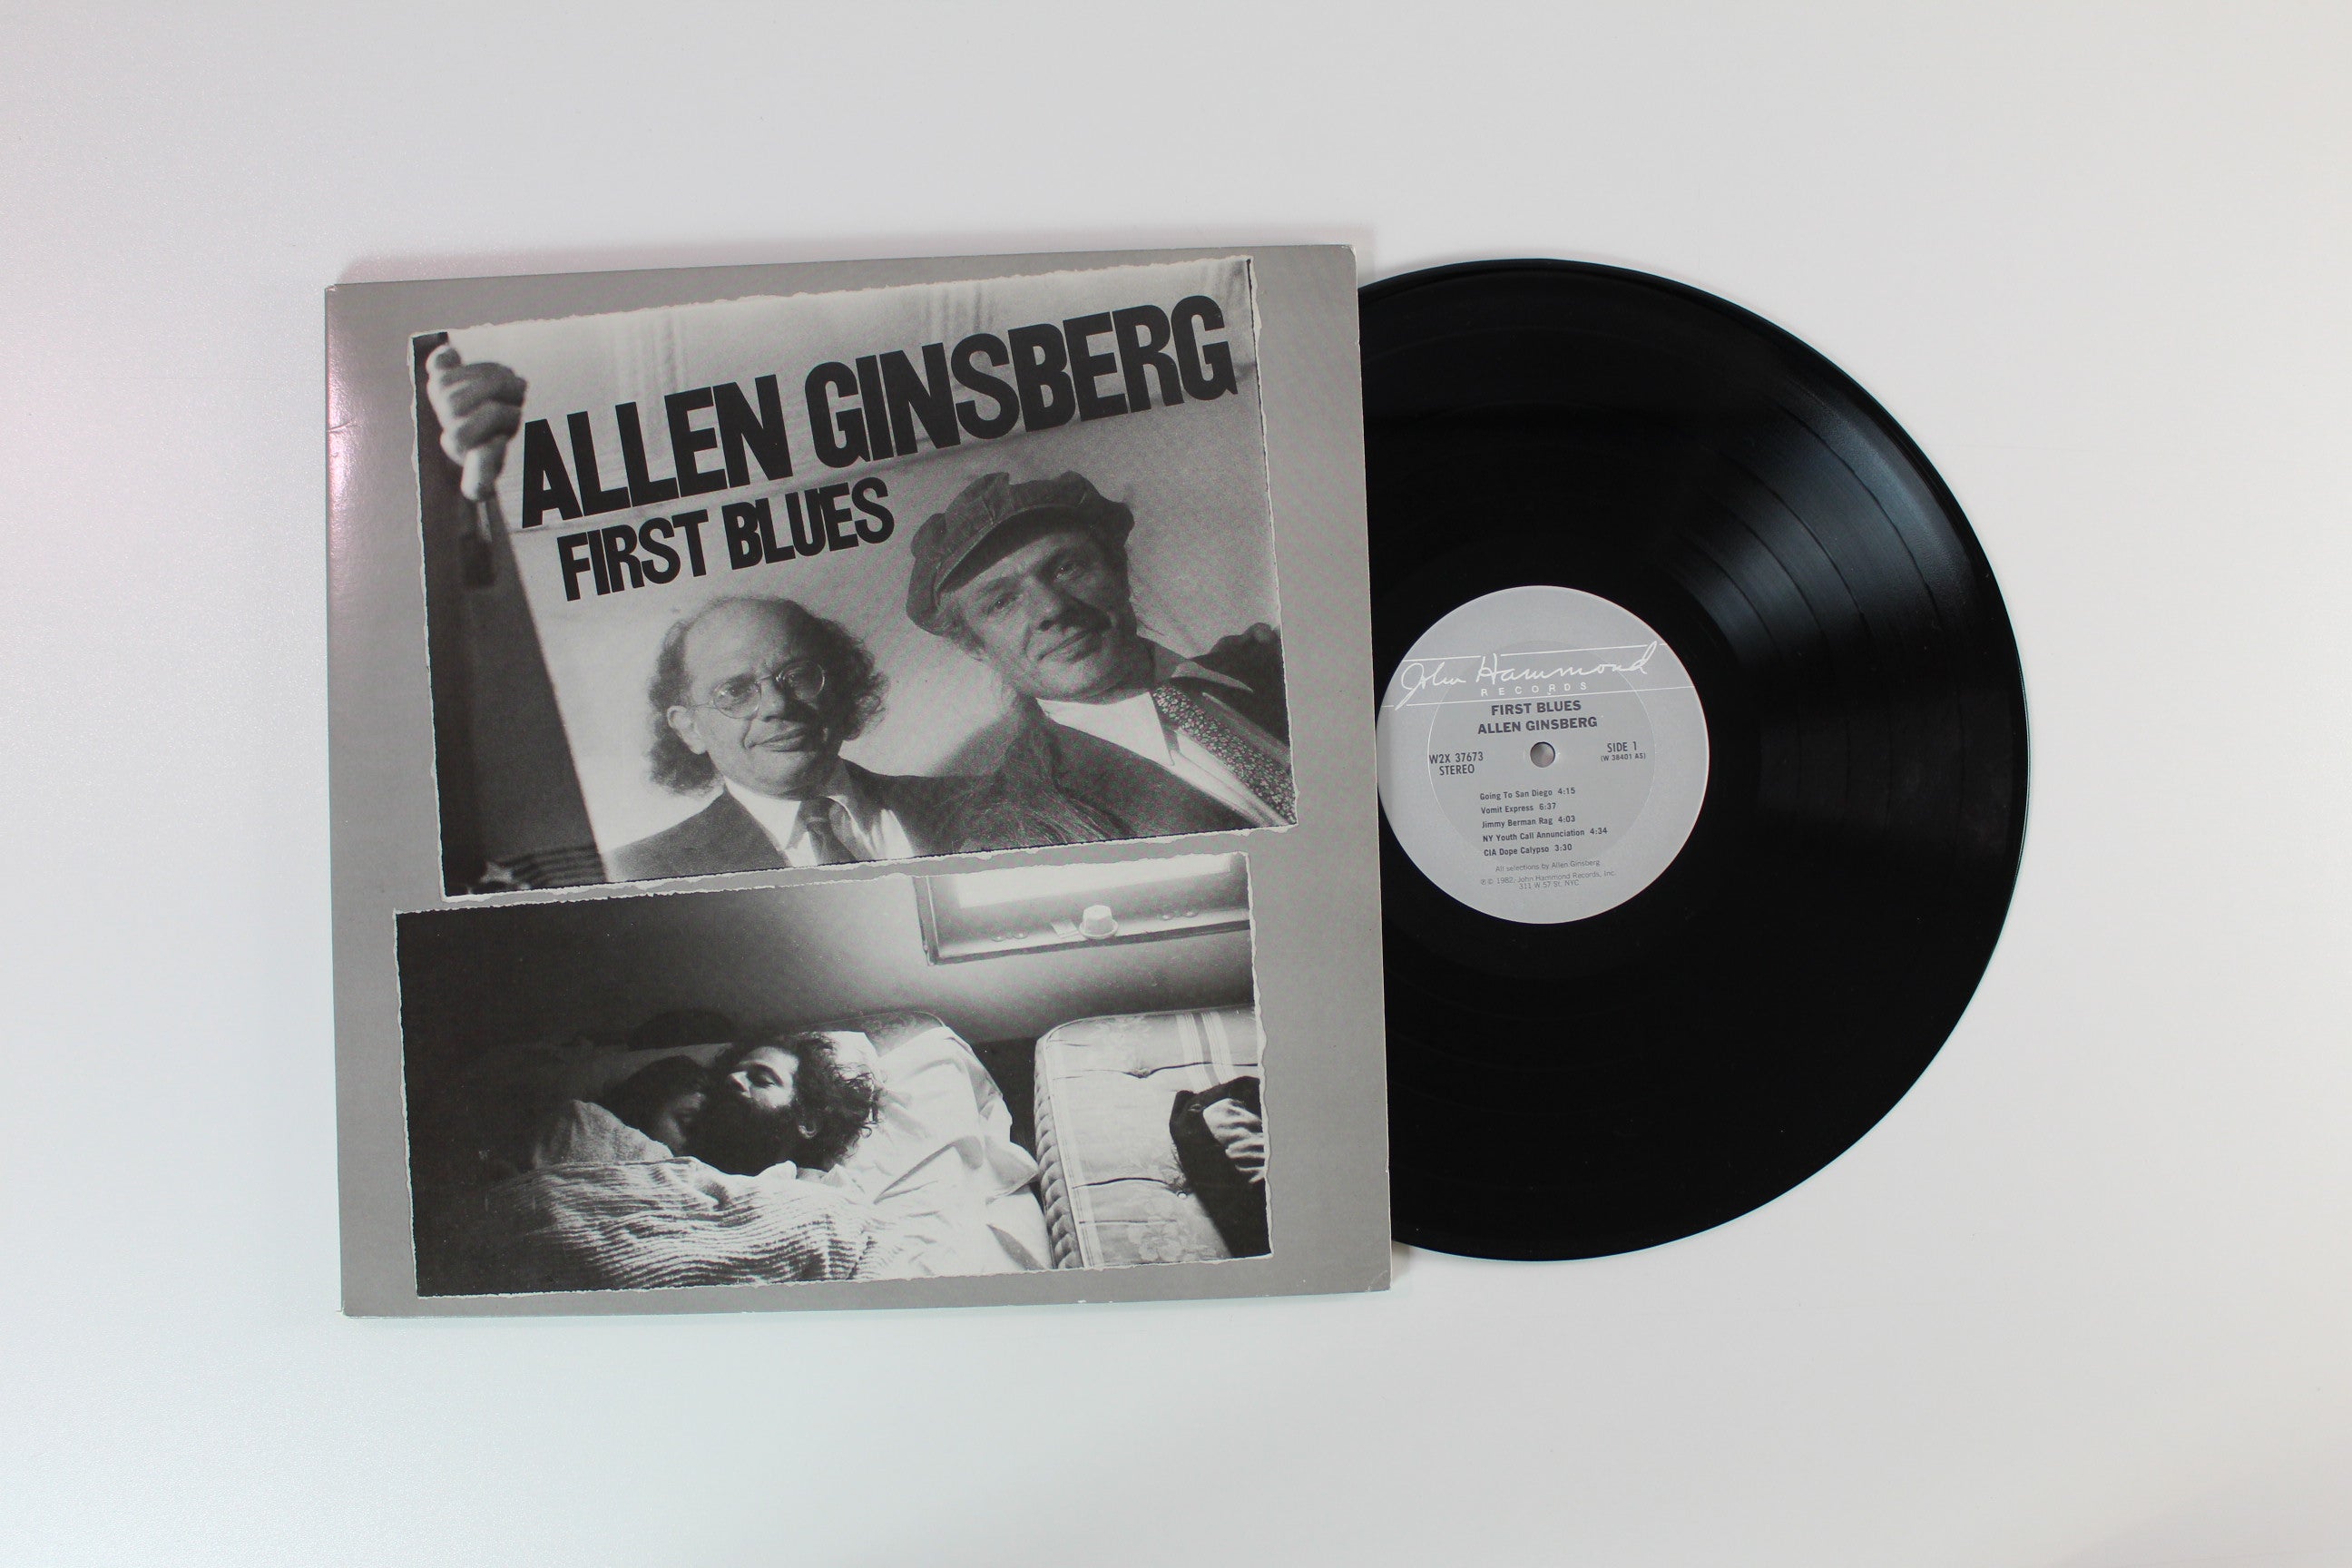 ALLEN GINSBERG
FIRST BLUES
John Hammond
RECORDS
FIRST BLUES
ALLEN GINSBERG
W2X 37673
STEREO
SIDE 1
(W 38401 AS)
Going To San Diego 4:15
Vomit Express 6:37
Jimmy Berman Rag 4:03
NY Youth Call Annunciation 4:34
CIA Dope Calypso 3:30
All selections by Allen Ginsberg
℗© 1982, John Hammond Records, Inc.
311 W 57 St. NYC